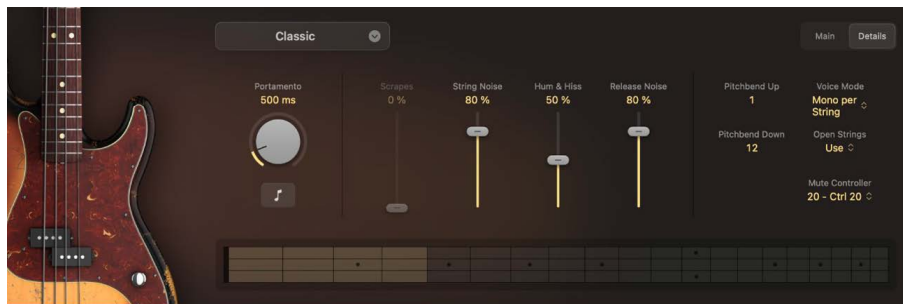 Classic
Main
Details
Portamento
500 ms
Scrapes
0 %
String Noise
80 %
Hum & Hiss
50 %
Release Noise
80 %
Pitchbend Up
1
Voice Mode
Mono per
String
Pitchbend Down
12
Open Strings
Use
Mute Controller
20 - Ctrl 20